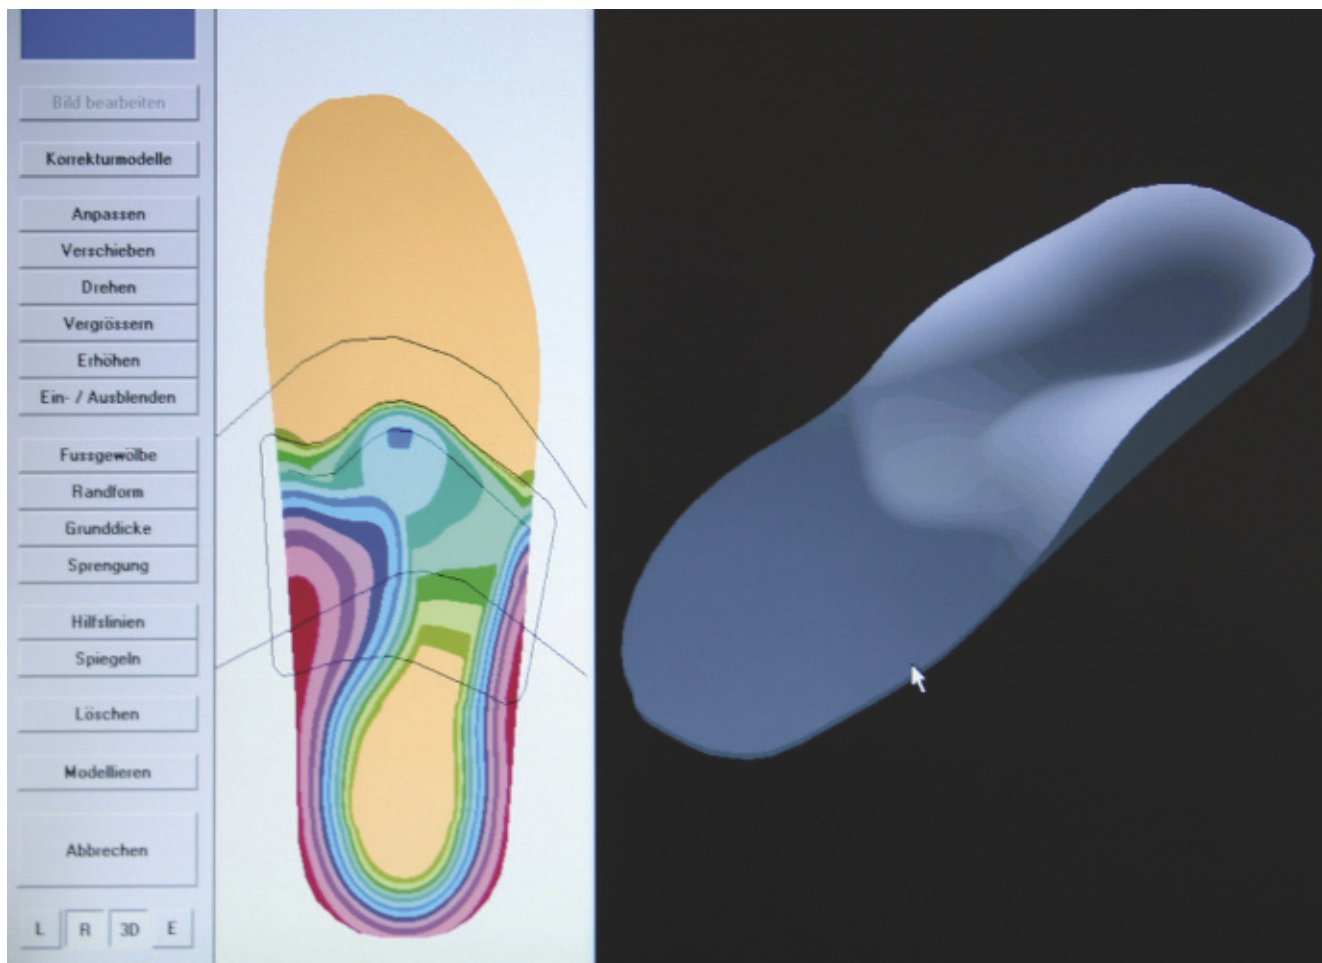 Bild bearbeiten
Korrekturmodelle
Anpassen
Verschieben
Drehen
Vergrössern
Erhöhen
Ein- / Ausblenden
Fussgewölbe
Randform
Grunddicke
Sprengung
Hilfslinien
Spiegeln
Löschen
Modellieren
Abbrechen
L R 3D E